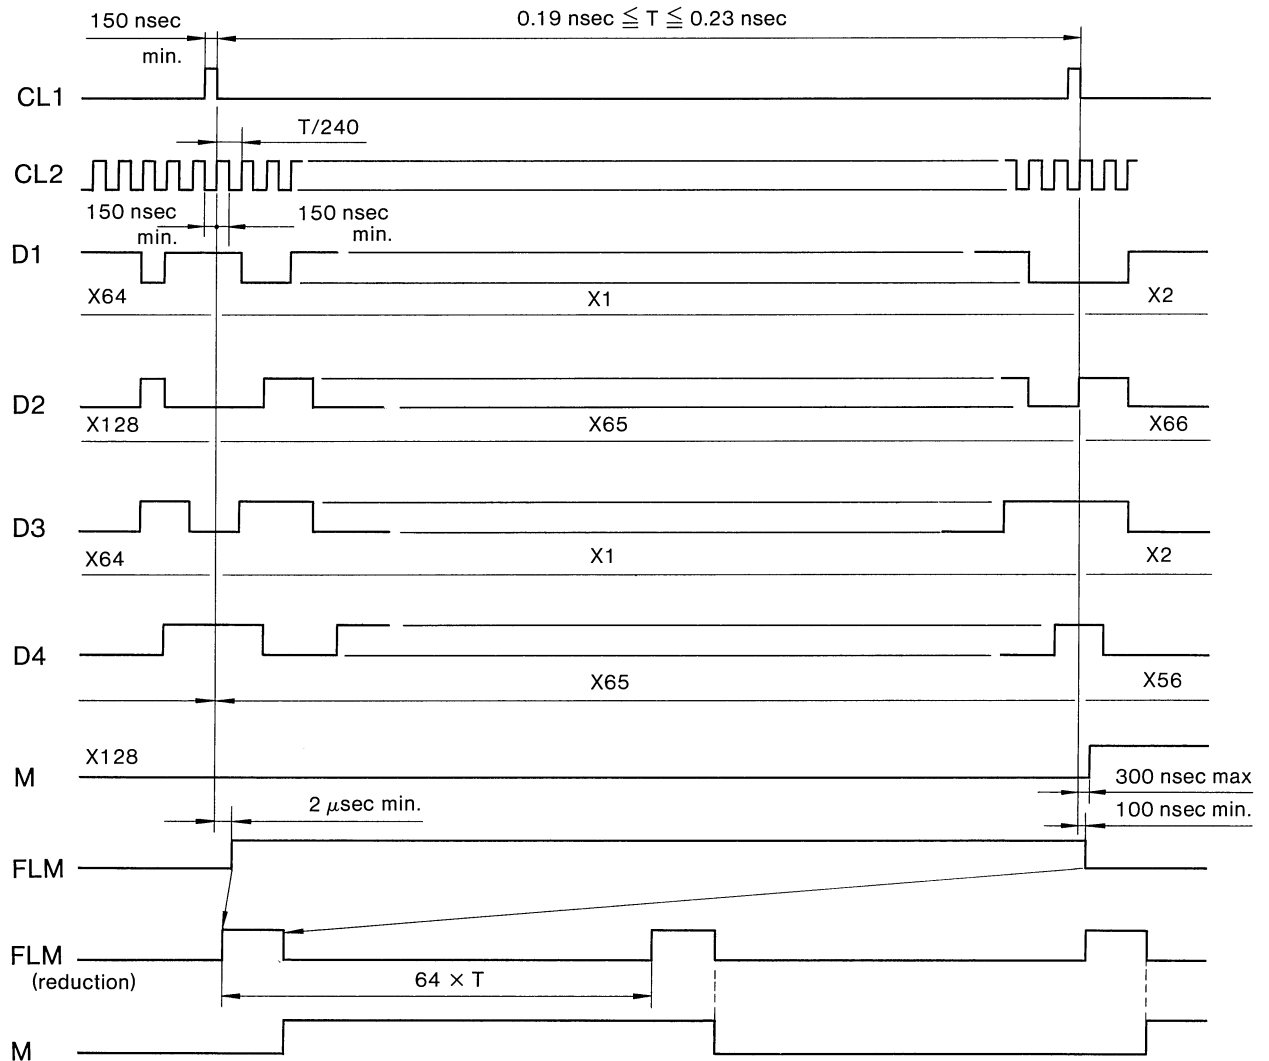 150 nsec
min.
0.19 nsec ≦ T ≦ 0.23 nsec
CL1
T/240
CL2
150 nsec
min.
150 nsec
min.
D1
X64
X1
X2
D2
X128
X65
X66
D3
X64
X1
X2
D4
X65
X56
X128
M
300 nsec max
2 μsec min.
100 nsec min.
FLM
FLM
(reduction)
64 × T
M